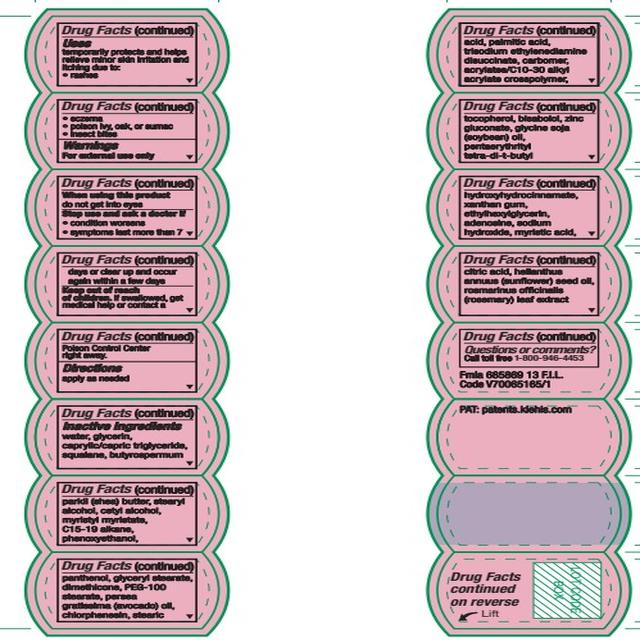 Drug Facts (continued)
Uses
temporarily protects and helps
relieve minor skin irritation and
itching due to:
• rashes
Drug Facts (continued)
• eczema
• poison ivy, oak, or sumac
• insect bites
Warnings
For external use only
Drug Facts (continued)
When using this product
do not get into eyes
Stop use and ask a doctor if
• condition worsens
• symptoms last more than 7
Drug Facts (continued)
days or clear up and occur
again within a few days
Keep out of reach
of children. If swallowed, get
medical help or contact a
Drug Facts (continued)
Poison Control Center
right away.
Directions
apply as needed
Drug Facts (continued)
Inactive ingredients
water, glycerin,
caprylic/capric triglyceride,
squalane, butyrospermum
Drug Facts (continued)
parkii (shea) butter, stearyl
alcohol, cetyl alcohol,
myristyl myristate,
C15-19 alkane,
phenoxyethanol,
Drug Facts (continued)
panthenol, glyceryl stearate,
dimethicone, PEG-100
stearate, persea
gratissima (avocado) oil,
chlorphenesin, stearic
Drug Facts (continued)
acid, palmitic acid,
trisodium ethylenediamine
disuccinate, carbomer,
acrylates/C10-30 alkyl
acrylate crosspolymer,
Drug Facts (continued)
tocopherol, bisabolol, zinc
gluconate, glycine soja
(soybean) oil,
pentaerythrityl
tetra-di-t-butyl
Drug Facts (continued)
hydroxyhydrocinnamate,
xanthan gum,
ethylhexylglycerin,
adenosine, sodium
hydroxide, myristic acid,
Drug Facts (continued)
citric acid, helianthus
annuus (sunflower) seed oil,
rosmarinus officinalis
(rosemary) leaf extract
Drug Facts (continued)
Questions or comments?
Call toll free 1-800-946-4453
Fmla 685869 13 F.I.L.
Code V70065165/1
PAT: patents.kiehls.com
Drug Facts
continued
on reverse
Lift
LOT CODE
BOX